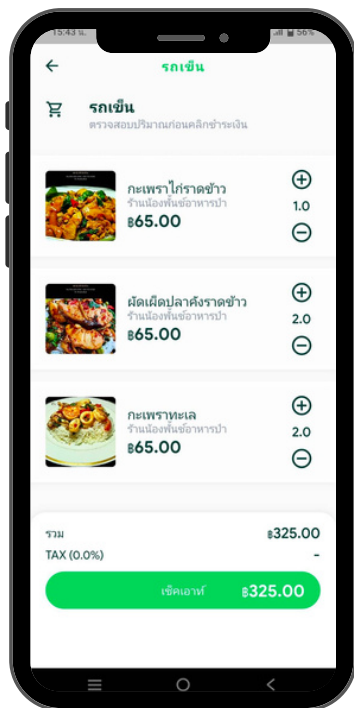 15:43 น. 56%
รถเข็น
รถเข็น
ตรวจสอบปริมาณก่อนคลิกชำระเงิน
กะเพราไก่ราดข้าว
ร้านน้องพั้นซ์อาหารป่า
฿65.00
1.0
ผัดเผ็ดปลาคังราดข้าว
ร้านน้องพั้นซ์อาหารป่า
฿65.00
2.0
กะเพราทะเล
ร้านน้องพั้นซ์อาหารป่า
฿65.00
2.0
รวม ฿325.00
TAX (0.0%) -
เช็คเอาท์ ฿325.00